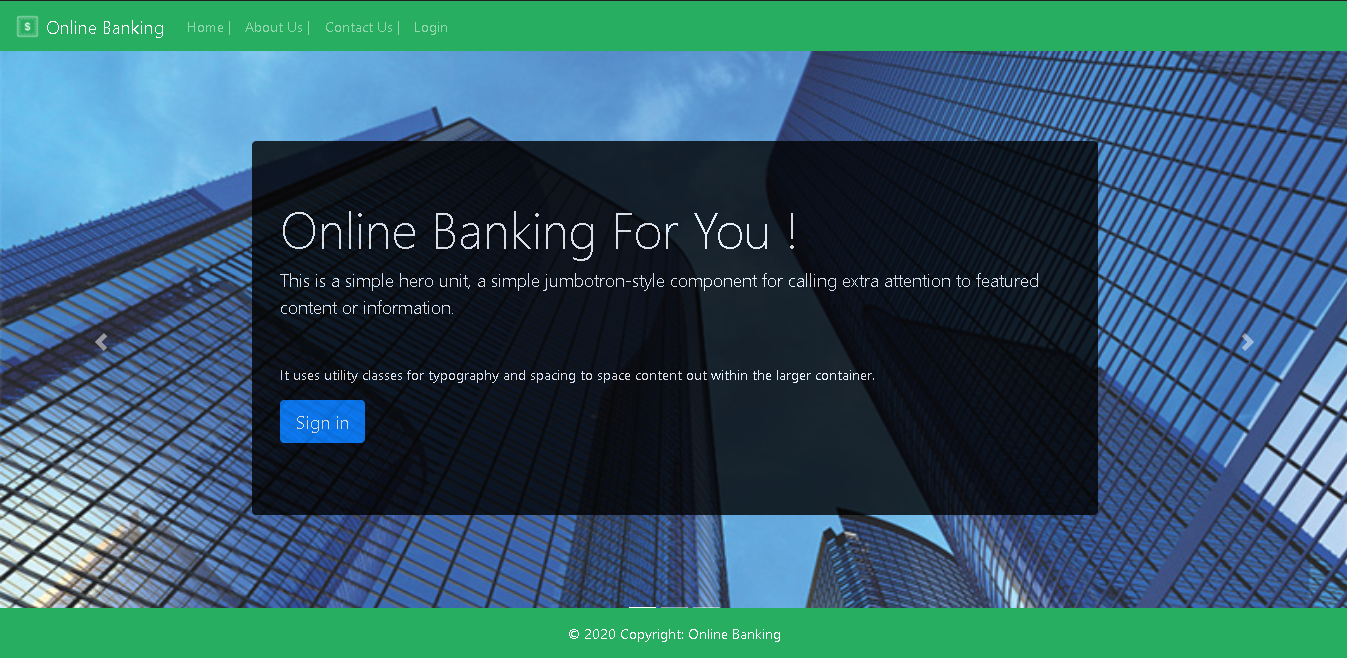 $ Online Banking Home | About Us | Contact Us | Login
Online Banking For You !
This is a simple hero unit, a simple jumbotron-style component for calling extra attention to featured
content or information.
It uses utility classes for typography and spacing to space content out within the larger container.
Sign in
© 2020 Copyright: Online Banking